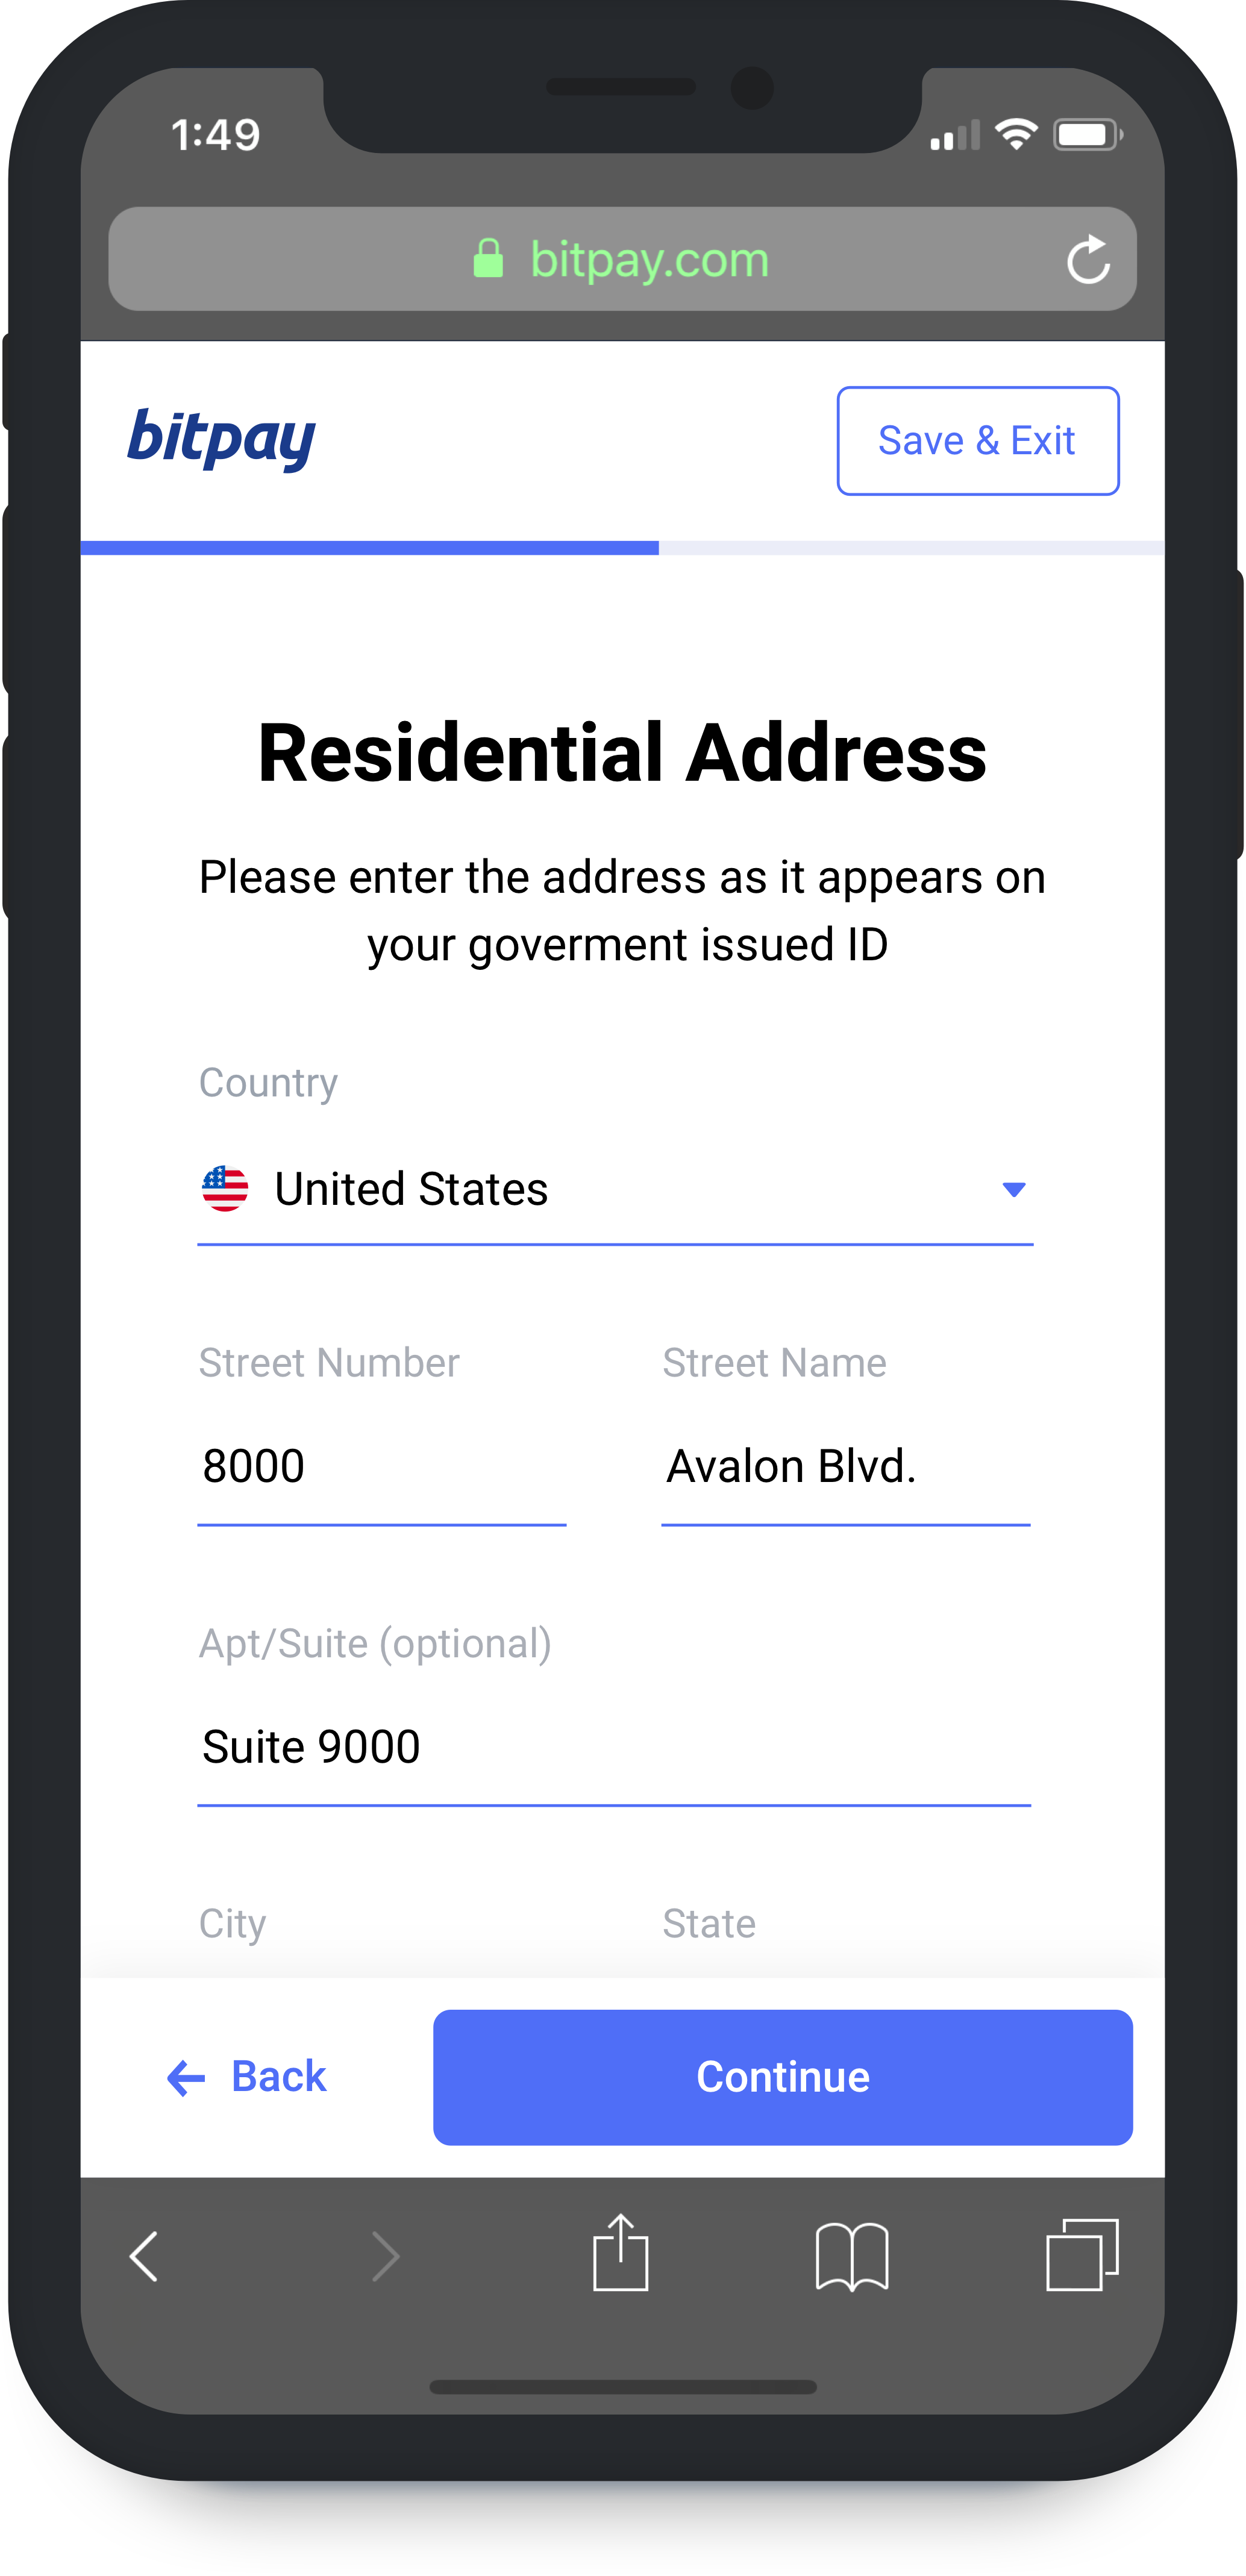 1:49
bitpay.com
bitpay
Save & Exit
Residential Address
Please enter the address as it appears on
your goverment issued ID
Country
United States
Street Number Street Name
8000 Avalon Blvd.
Apt/Suite (optional)
Suite 9000
City State
Back Continue